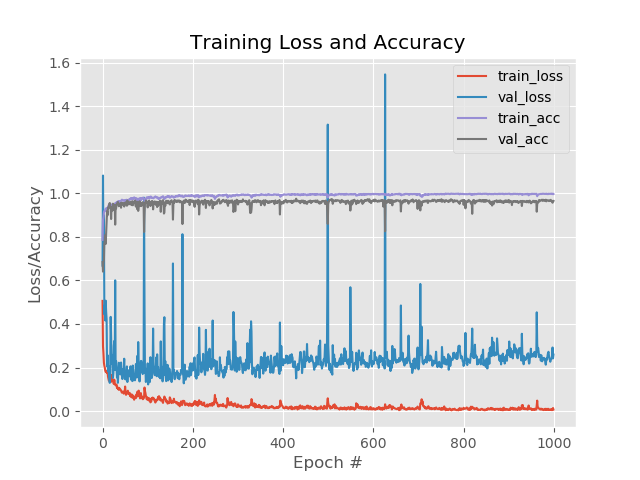 Training Loss and Accuracy
1.6
1.4
1.2
1.0
0.8
0.6
0.4
0.2
0.0
Loss/Accuracy
train_loss
val_loss
train_acc
val_acc
0 200 400 600 800 1000
Epoch #